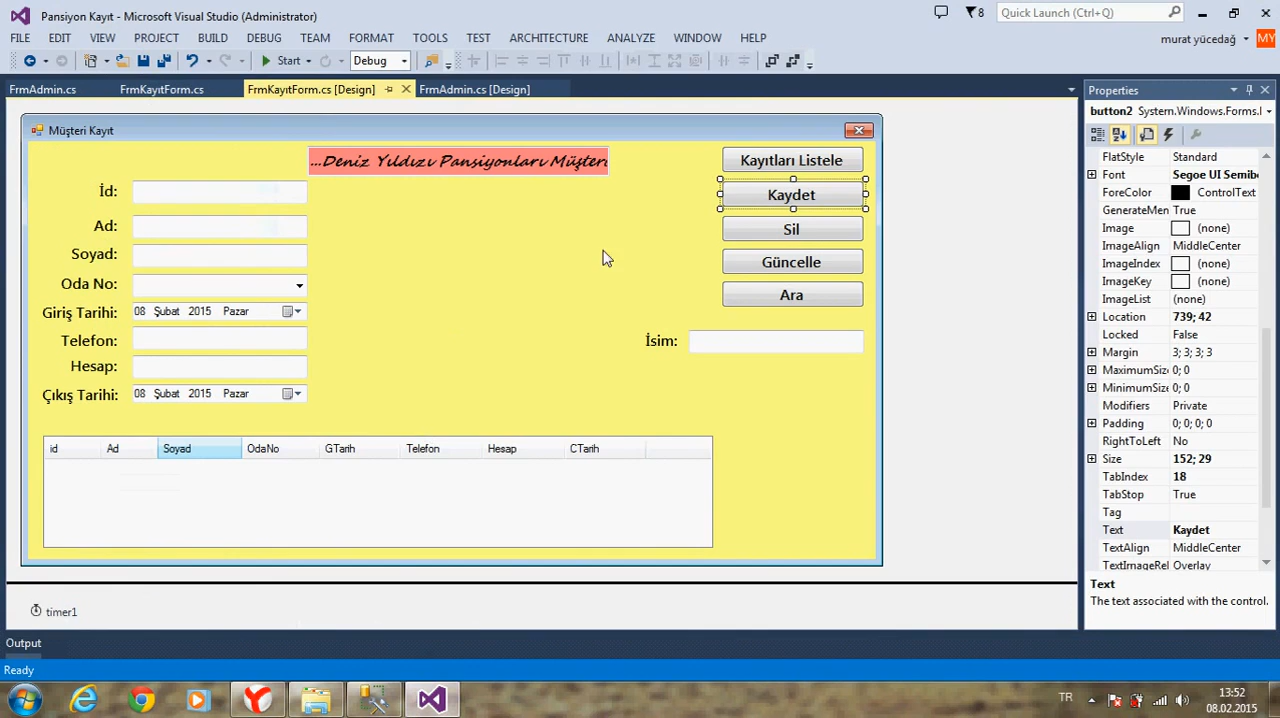 Pansiyon Kayıt - Microsoft Visual Studio (Administrator)
8
Quick Launch (Ctrl+Q)
FILE EDIT VIEW PROJECT BUILD DEBUG TEAM FORMAT TOOLS TEST ARCHITECTURE ANALYZE WINDOW HELP
murat yücedağ MY
Start
Debug
FrmAdmin.cs FrmKayıtForm.cs FrmKayıtForm.cs [Design] FrmAdmin.cs [Design]
Müşteri Kayıt
...Deniz Yıldızı Pansiyonları Müşteri
İd:
Ad:
Soyad:
Oda No:
Giriş Tarihi: 08 Şubat 2015 Pazar
Telefon:
Hesap:
Çıkış Tarihi: 08 Şubat 2015 Pazar
Kayıtları Listele
Kaydet
Sil
Güncelle
Ara
İsim:
id Ad Soyad OdaNo GTarih Telefon Hesap CTarih
timer1
Output
Ready
Properties
button2 System.Windows.Forms.
FlatStyle Standard
Font Segoe UI Semibo
ForeColor ControlText
GenerateMen True
Image (none)
ImageAlign MiddleCenter
ImageIndex (none)
ImageKey (none)
ImageList (none)
Location 739; 42
Locked False
Margin 3; 3; 3; 3
MaximumSize 0; 0
MinimumSize 0; 0
Modifiers Private
Padding 0; 0; 0; 0
RightToLeft No
Size 152; 29
TabIndex 18
TabStop True
Tag
Text Kaydet
TextAlign MiddleCenter
TextImageRel Overlay
Text
The text associated with the control.
TR
13:52
08.02.2015